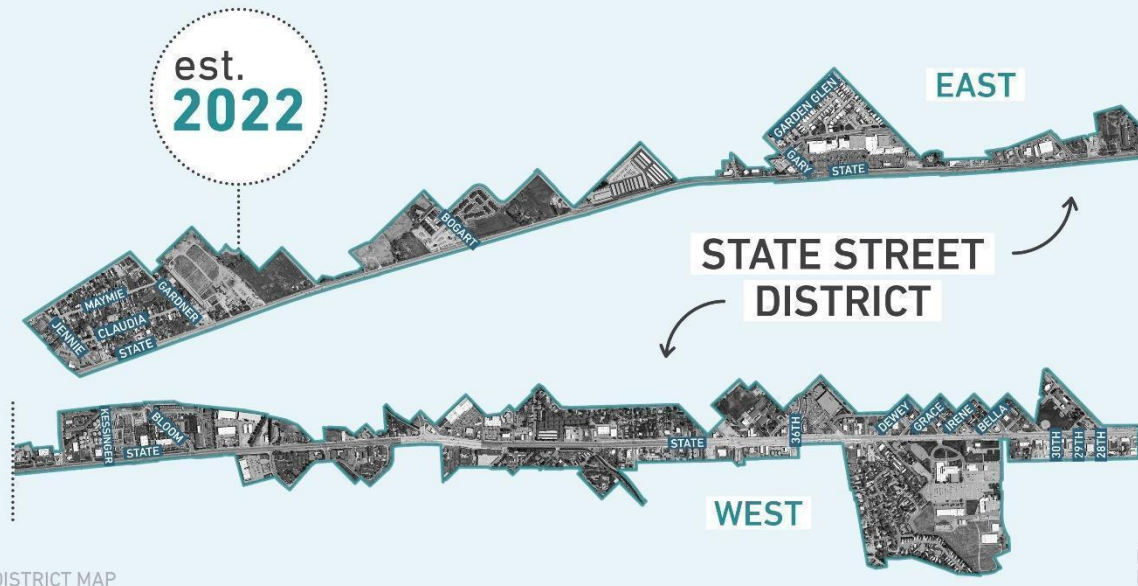 est.
2022
EAST
GARDEN GLEN
GARY
STATE
BOGART
STATE STREET
DISTRICT
MAYMIE
GARDNER
JENNIE
CLAUDIA
STATE
KESSINGER
BLOOM
STATE
STATE
36TH
DEWEY
GRACE
IRENE
BELLA
30TH
29TH
28TH
WEST
DISTRICT MAP